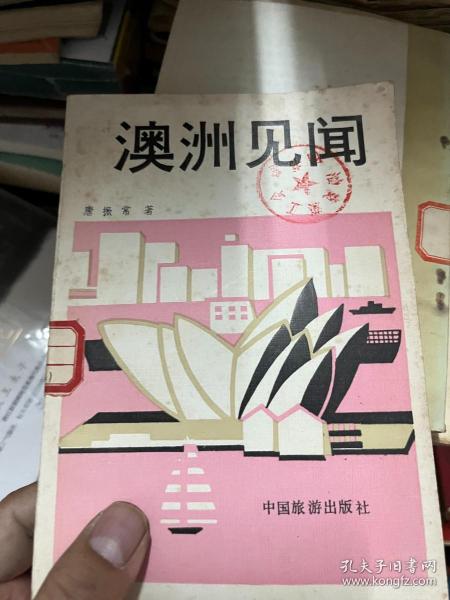 澳洲见闻
唐振常 著
中国旅游出版社
孔夫子旧书网
www.kongfz.com